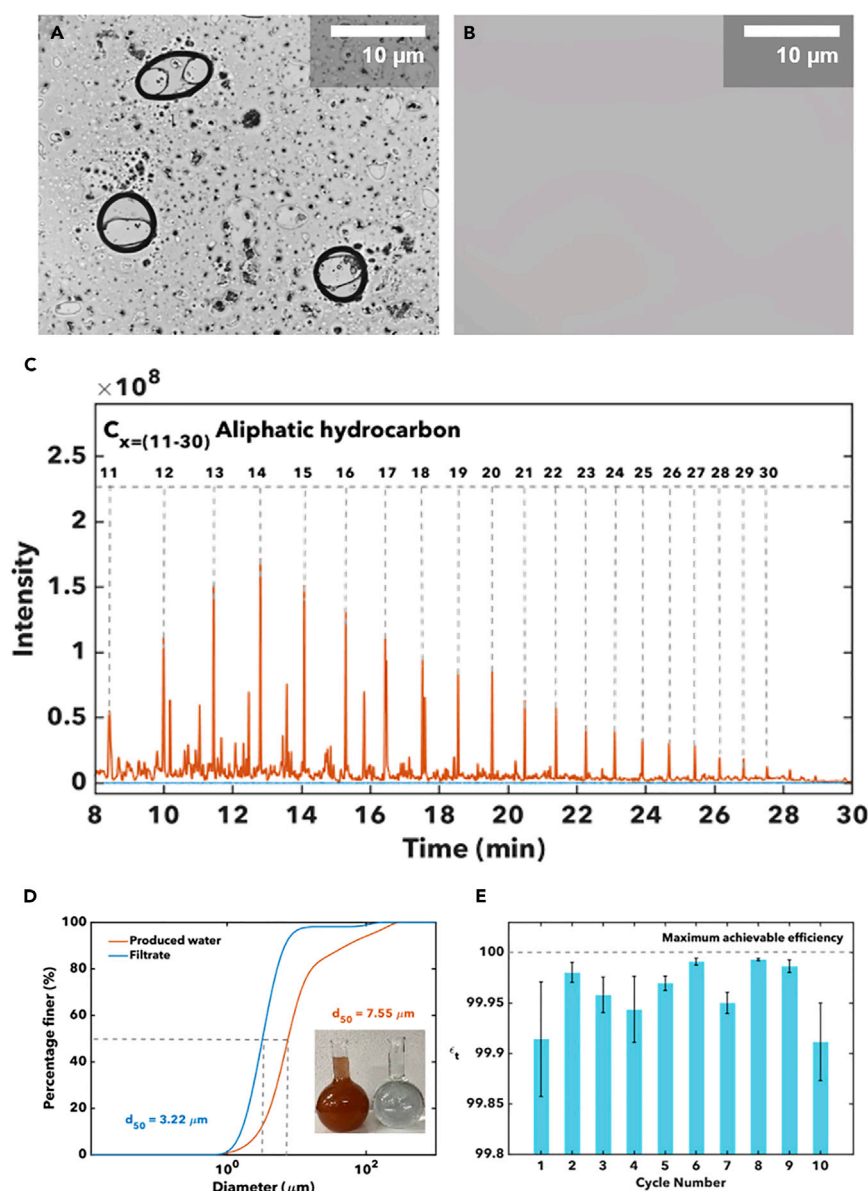 A
10 µm
B
10 µm
C
×10⁸
C x=(11-30) Aliphatic hydrocarbon
11 12 13 14 15 16 17 18 19 20 21 22 23 24 25 26 27 28 29 30
2.5
2
1.5
1
0.5
0
Intensity
8 10 12 14 16 18 20 22 24 26 28 30
Time (min)
D
100
80
60
40
20
0
Percentage finer (%)
Produced water
Filtrate
d50 = 7.55 µm
d50 = 3.22 µm
10⁰ 10²
Diameter (µm)
E
Maximum achievable efficiency
100
99.95
99.9
99.85
99.8
ϵt
1 2 3 4 5 6 7 8 9 10
Cycle Number